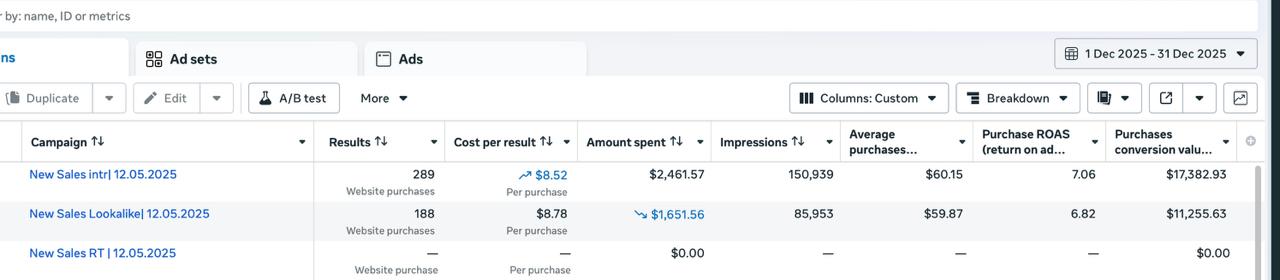 r by: name, ID or metrics
ns Ad sets Ads 1 Dec 2025 - 31 Dec 2025
Duplicate Edit A/B test More Columns: Custom Breakdown
Campaign Results Cost per result Amount spent Impressions Average purchases... Purchase ROAS (return on ad... Purchases conversion valu...
New Sales intr| 12.05.2025 289 $8.52 $2,461.57 150,939 $60.15 7.06 $17,382.93
Website purchases Per purchase
New Sales Lookalike| 12.05.2025 188 $8.78 $1,651.56 85,953 $59.87 6.82 $11,255.63
Website purchases Per purchase
New Sales RT | 12.05.2025 — — $0.00 — — — $0.00
Website purchase Per purchase